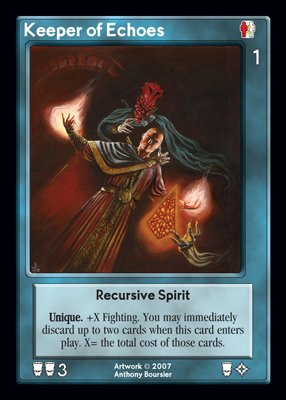 Keeper of Echoes
1
Recursive Spirit
Unique. +X Fighting. You may immediately
discard up to two cards when this card enters
play. X= the total cost of those cards.
3
Artwork © 2007
Anthony Boursier